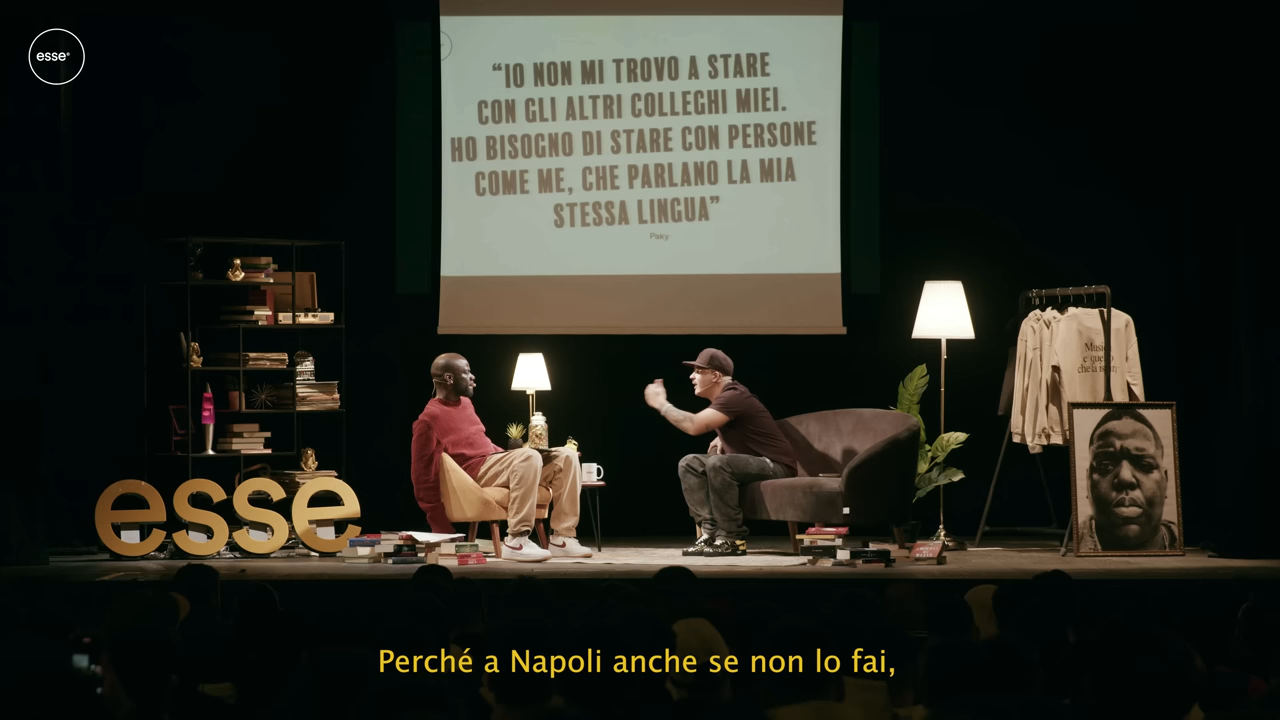 esse
"IO NON MI TROVO A STARE
CON GLI ALTRI COLLEGHI MIEI.
HO BISOGNO DI STARE CON PERSONE
COME ME, CHE PARLANO LA MIA
STESSA LINGUA"
Paky
esse
Perché a Napoli anche se non lo fai,